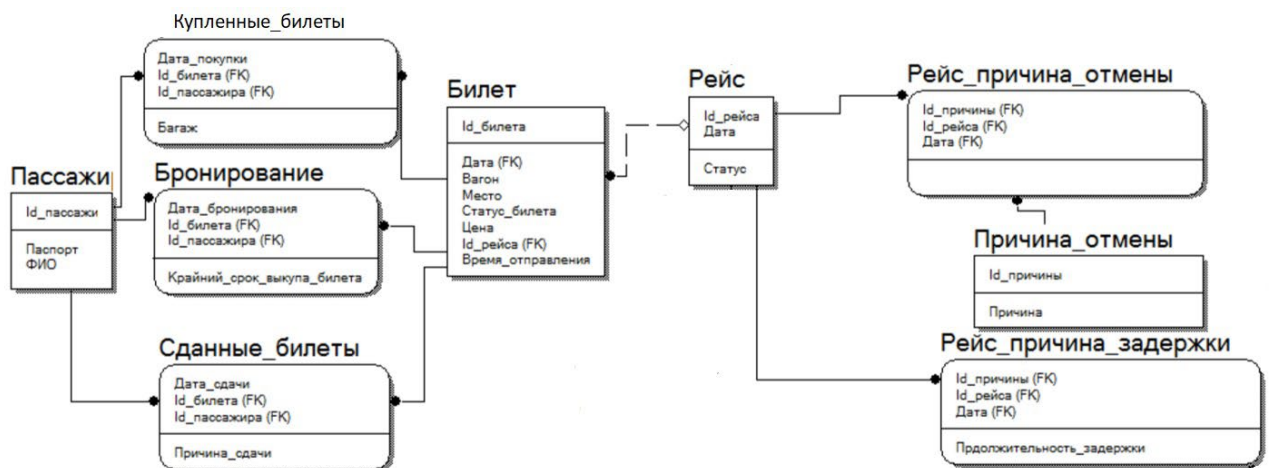 Купленные_билеты
Дата_покупки
Id_билета (FK)
Id_пассажира (FK)
Багаж
Пассажи
Id_пассажи
Паспорт
ФИО
Бронирование
Дата_бронирования
Id_билета (FK)
Id_пассажира (FK)
Крайний_срок_выкупа_билета
Сданные_билеты
Дата_сдачи
Id_билета (FK)
Id_пассажира (FK)
Причина_сдачи
Билет
Id_билета
Дата (FK)
Вагон
Место
Статус_билета
Цена
Id_рейса (FK)
Время_отправления
Рейс
Id_рейса
Дата
Статус
Рейс_причина_отмены
Id_причины (FK)
Id_рейса (FK)
Дата (FK)
Причина_отмены
Id_причины
Причина
Рейс_причина_задержки
Id_причины (FK)
Id_рейса (FK)
Дата (FK)
Прдолжительность_задержки